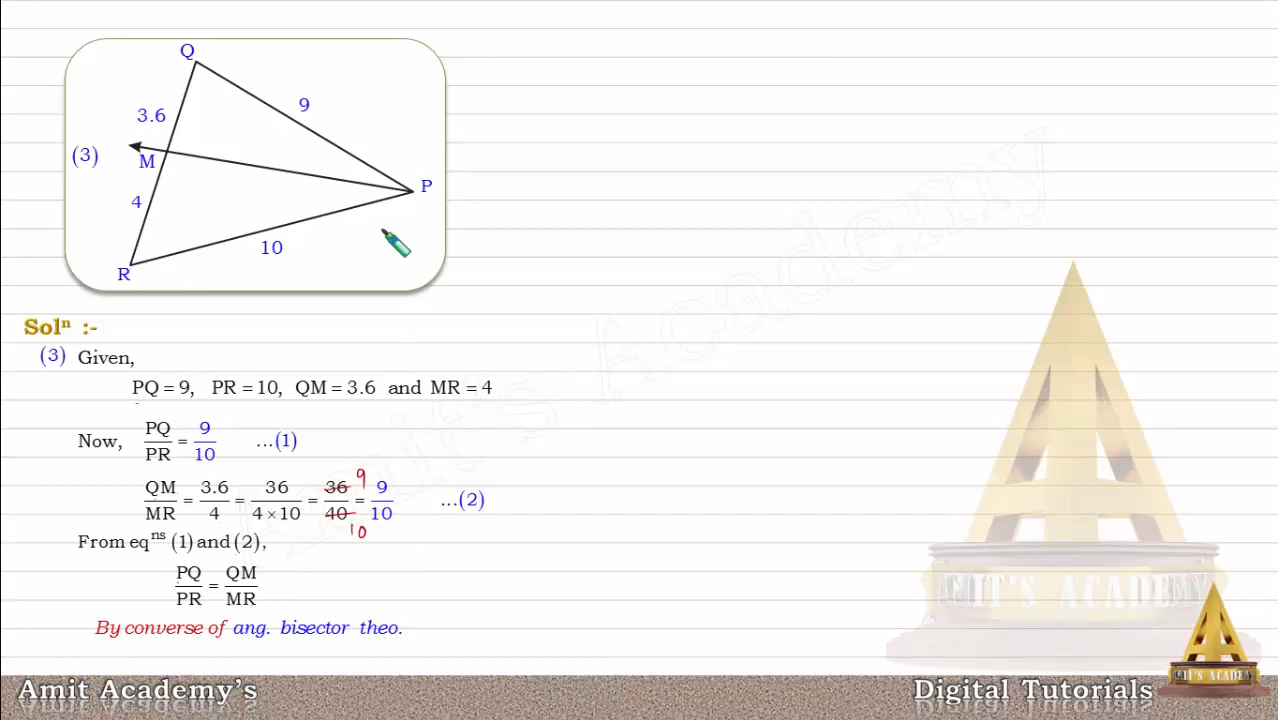 Q
3.6
9
(3)
M
P
4
10
R
Solⁿ :-
(3) Given,
PQ = 9, PR = 10, QM = 3.6 and MR = 4
Now, PQ/PR = 9/10 ...(1)
QM/MR = 3.6/4 = 36/(4×10) = 36/40 = 9/10 ...(2)
9
10
From eqⁿˢ (1) and (2),
PQ/PR = QM/MR
By converse of ang. bisector theo.
Amit's Academy
AMIT'S ACADEMY
AMIT'S ACADEMY
Amit Academy's
Digital Tutorials